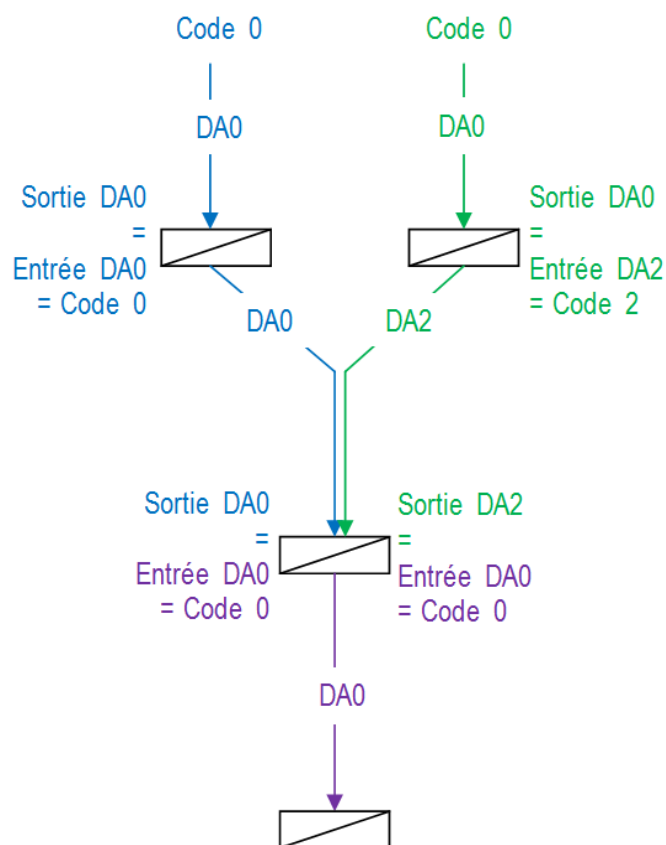 Code 0
Code 0
DA0
DA0
Sortie DA0
=
Entrée DA0
= Code 0
Sortie DA0
=
Entrée DA2
= Code 2
DA0
DA2
Sortie DA0
=
Entrée DA0
= Code 0
Sortie DA2
=
Entrée DA0
= Code 0
DA0